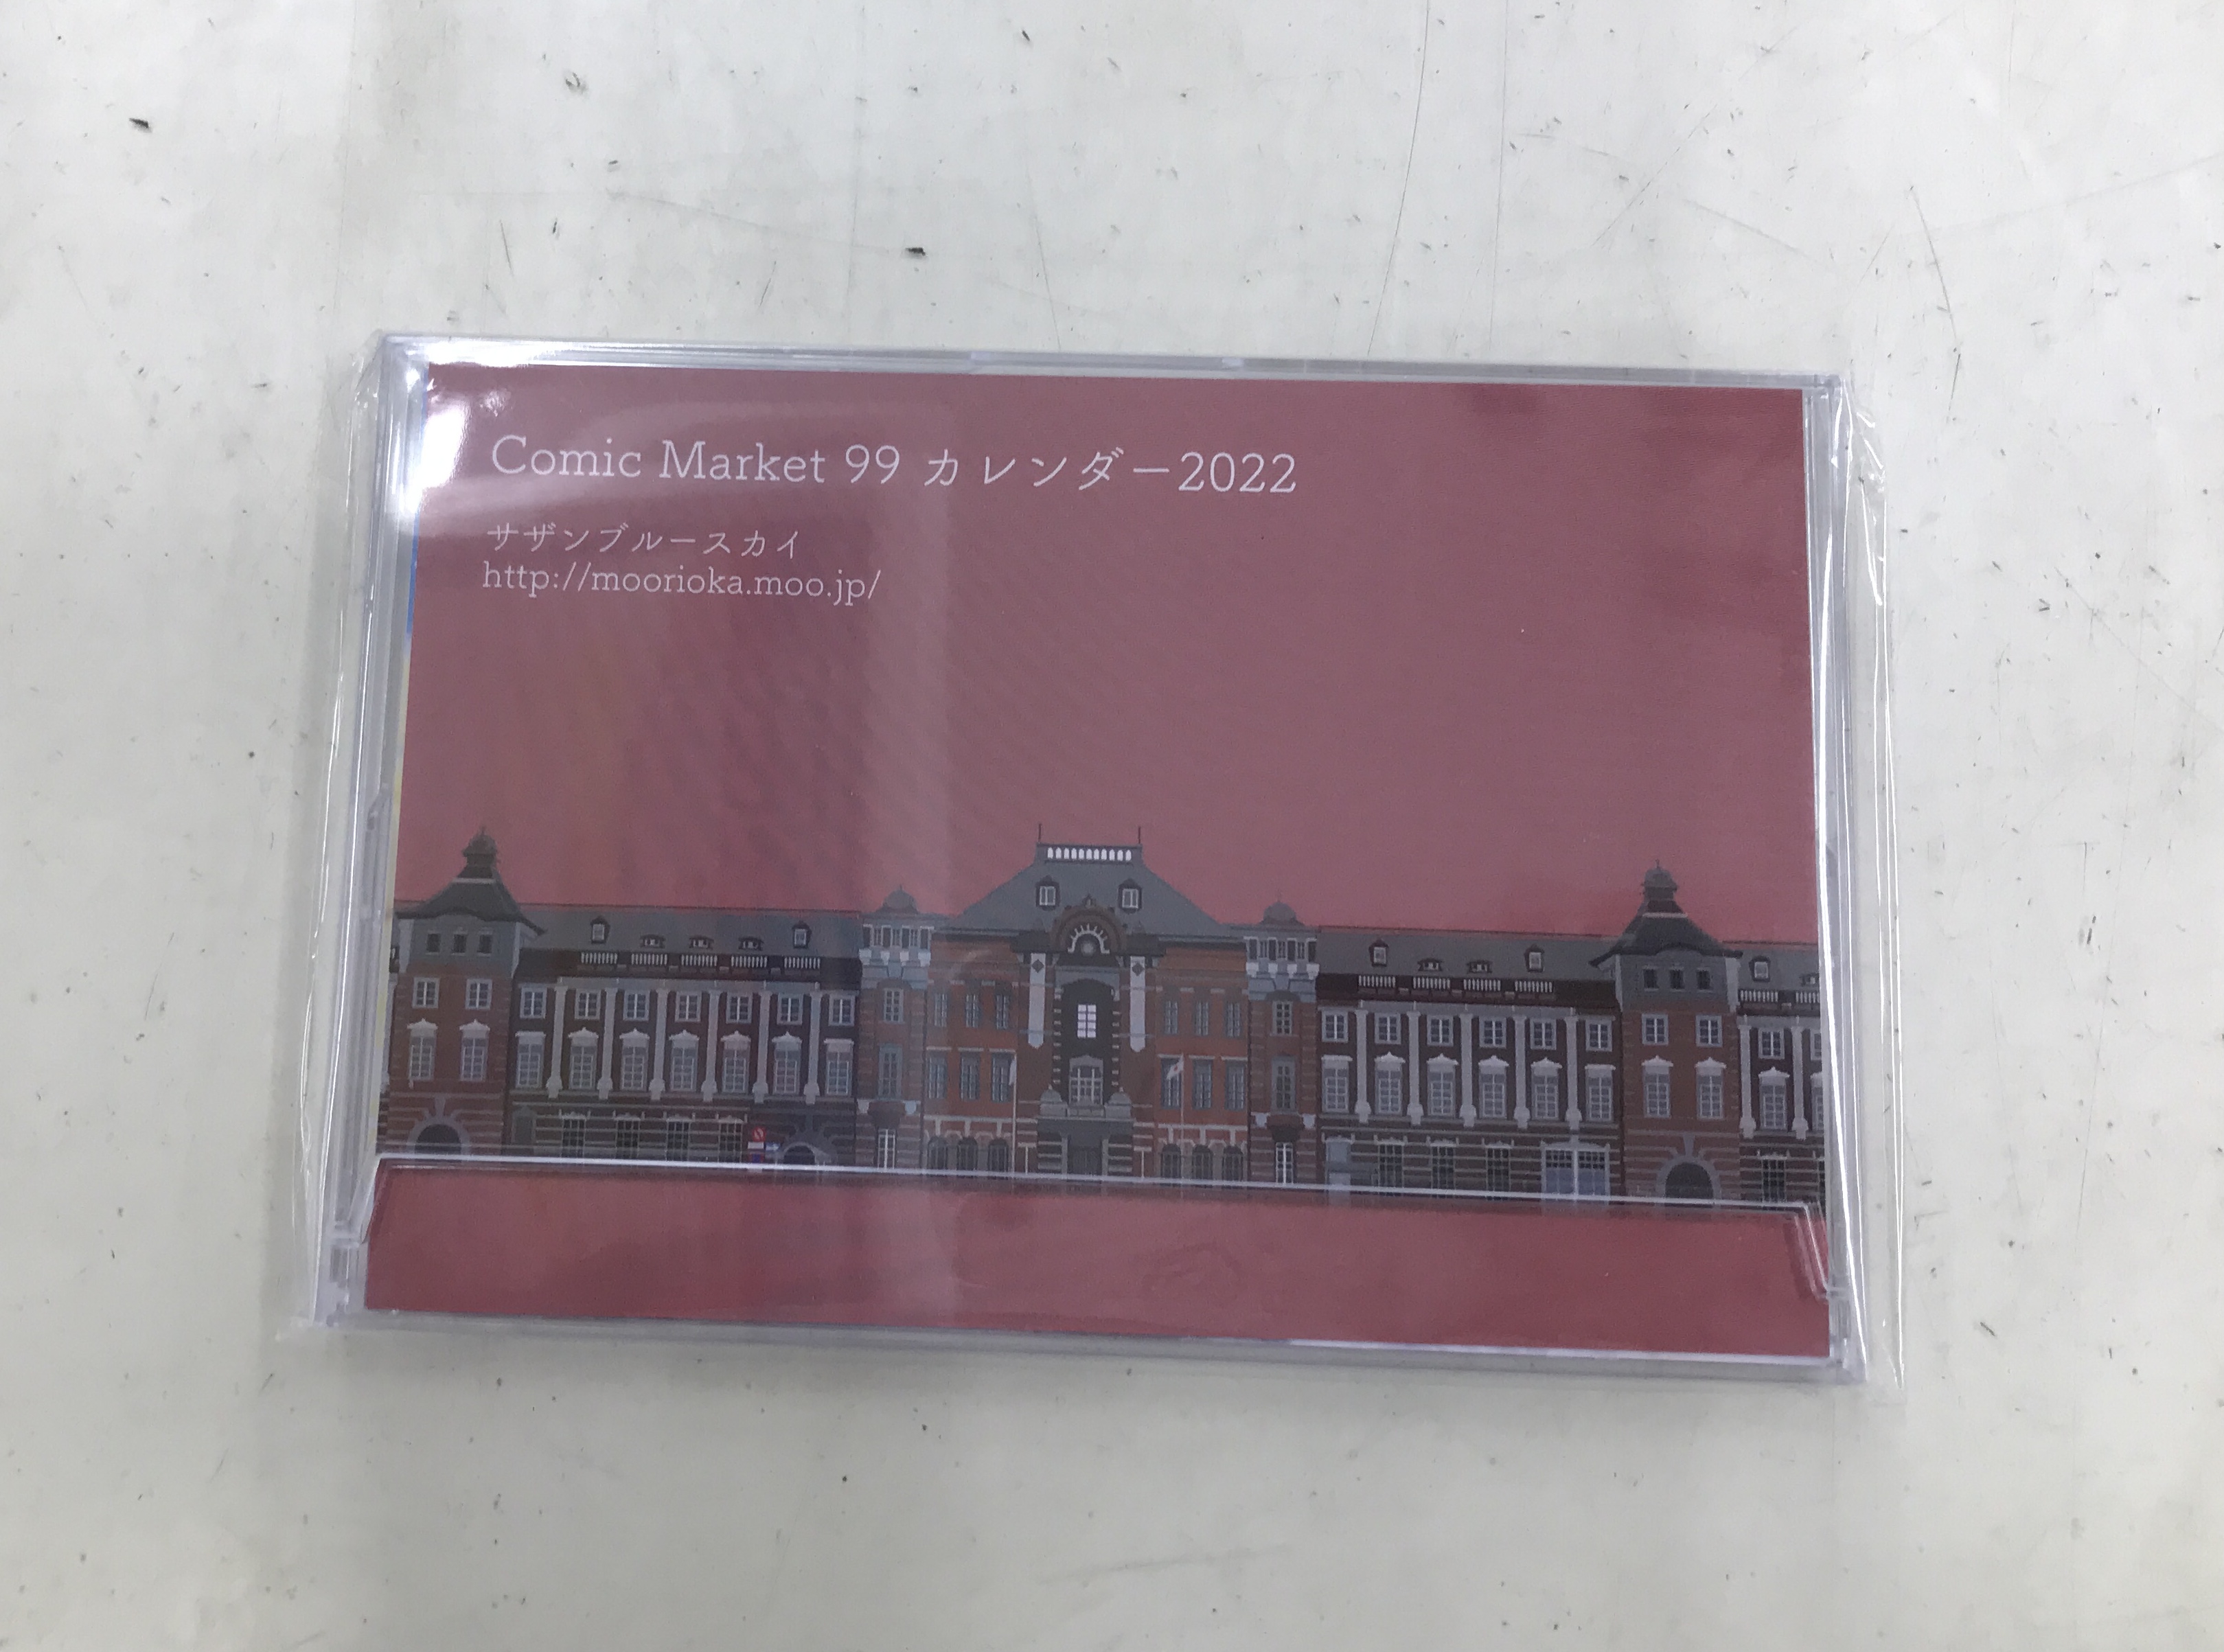 Comic Market 99 カレンダー2022
サザンブルースカイ
http://moorioka.moo.jp/